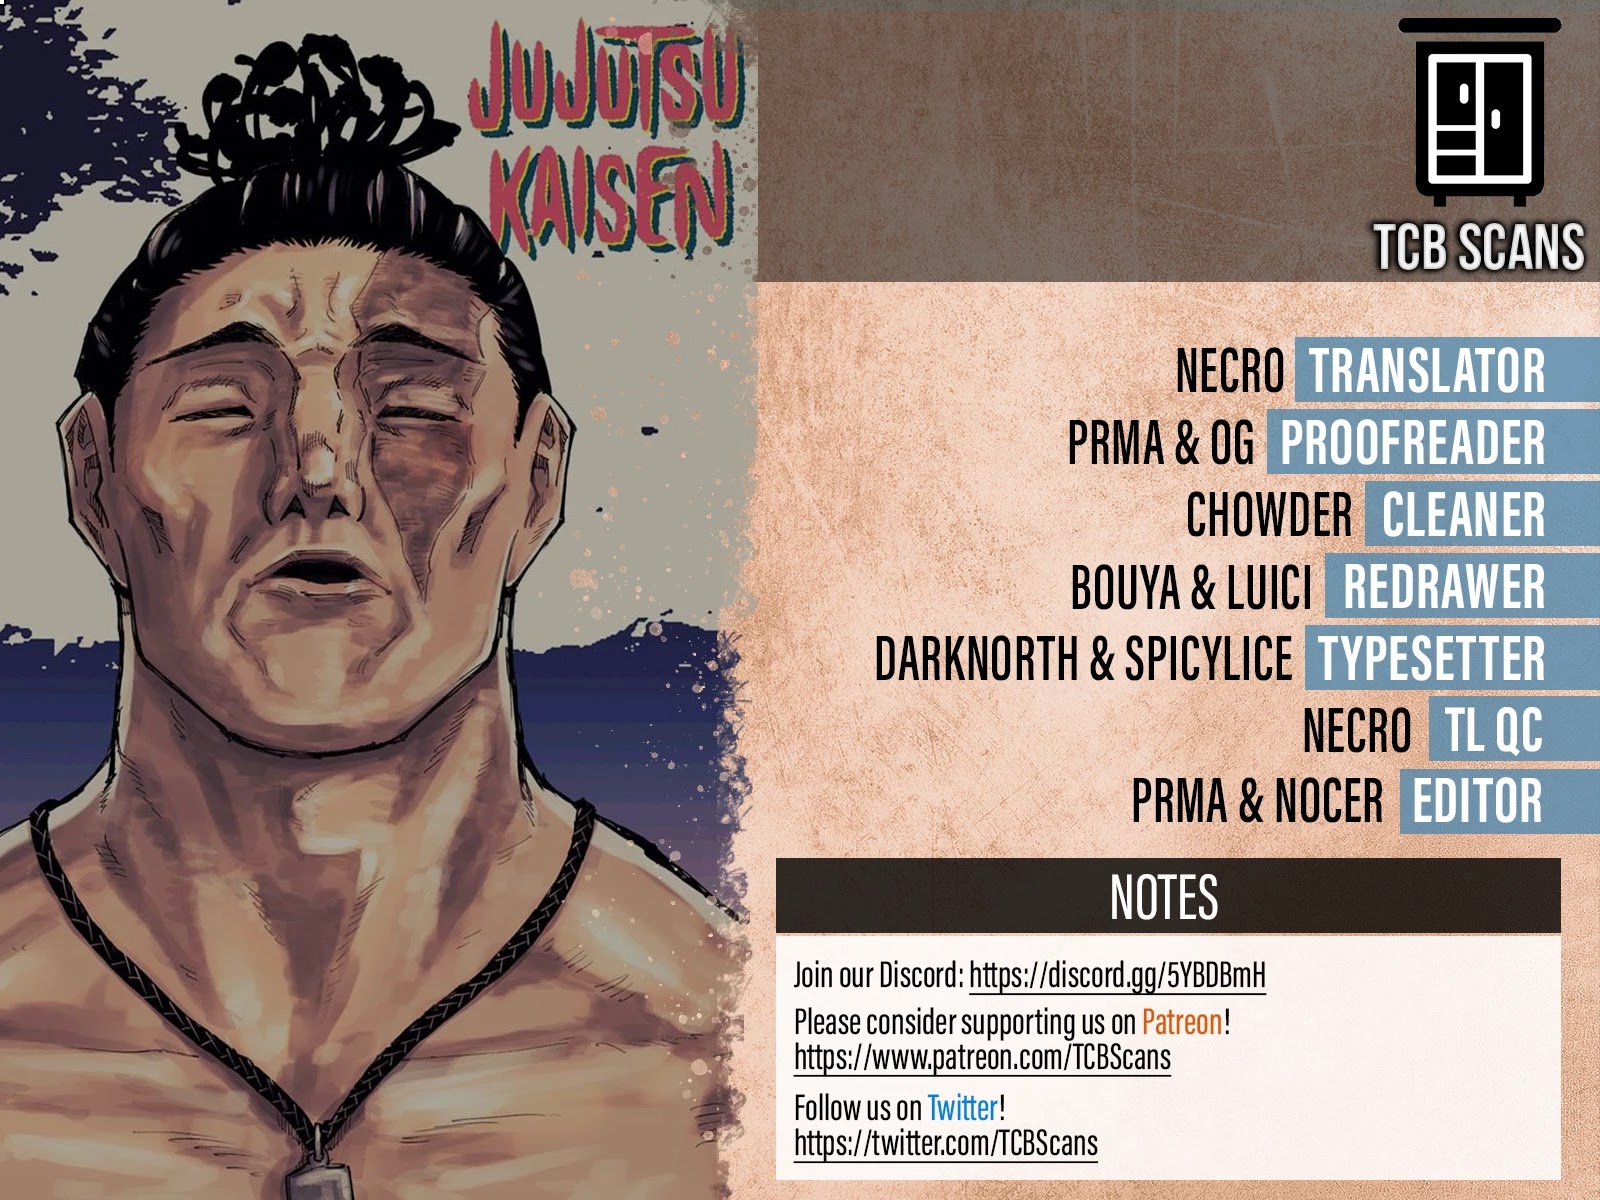 JUJUTSU
KAISEN
TCB SCANS
NECRO TRANSLATOR
PRMA & OG PROOFREADER
CHOWDER CLEANER
BOUYA & LUICI REDRAWER
DARKNORTH & SPICYLICE TYPESETTER
NECRO TL QC
PRMA & NOCER EDITOR
NOTES
Join our Discord: https://discord.gg/5YBDBmH
Please consider supporting us on Patreon!
https://www.patreon.com/TCBScans
Follow us on Twitter!
https://twitter.com/TCBScans